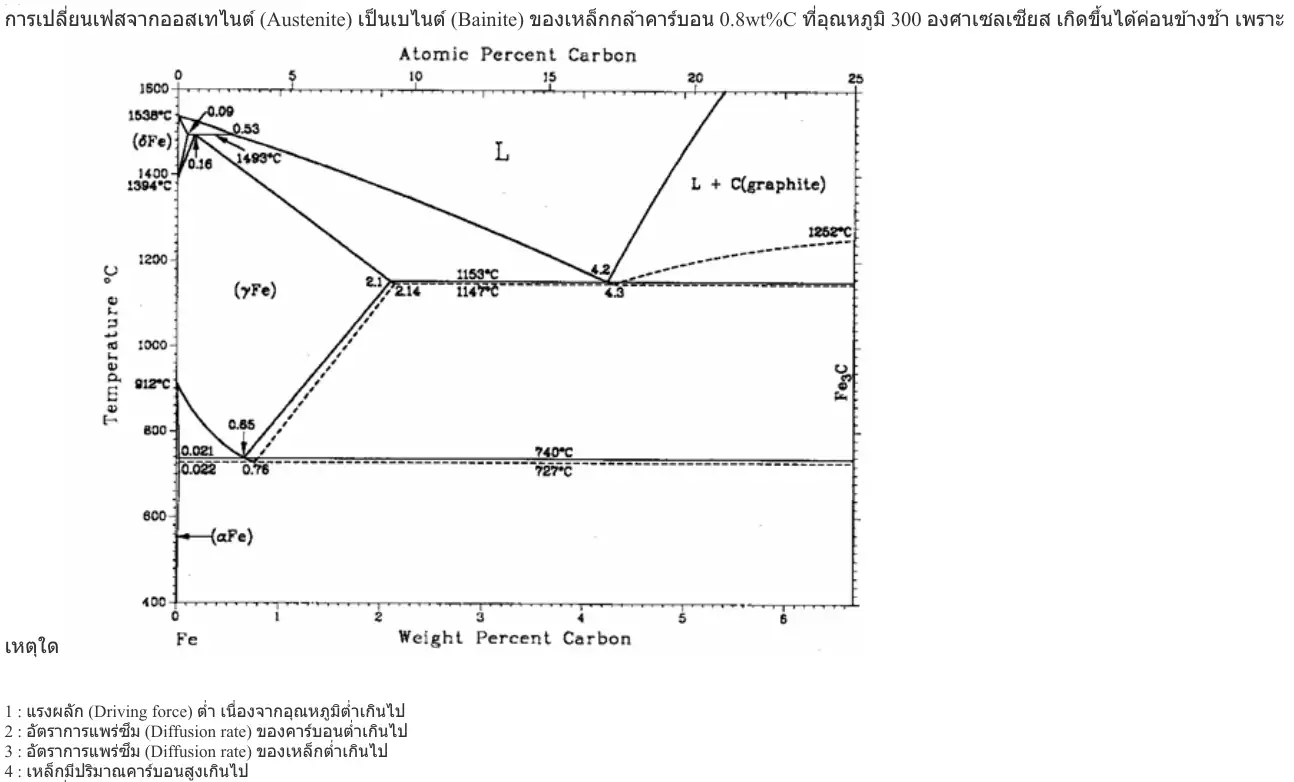 การเปลี่ยนเฟสจากออสเทไนต์ (Austenite) เป็นเบไนต์ (Bainite) ของเหล็กกล้าคาร์บอน 0.8wt%C ที่อุณหภูมิ 300 องศาเซลเซียส เกิดขึ้นได้ค่อนข้างช้า เพราะ
Atomic Percent Carbon
0 5 10 15 20 25
1500
1538°C
0.09
0.53
(δFe)
0.16
1493°C
L
1400
1394°C
L + C(graphite)
1252°C
1200
1153°C
4.2
2.1
2.14
1147°C
4.3
(γFe)
Temperature °C
1000
Fe3C
912°C
0.65
800
0.021
740°C
0.022
0.76
727°C
600
(αFe)
400
0 1 2 3 4 5 6
Fe
Weight Percent Carbon
เหตุใด
1 : แรงผลัก (Driving force) ต่ำ เนื่องจากอุณหภูมิต่ำเกินไป
2 : อัตราการแพร่ซึม (Diffusion rate) ของคาร์บอนต่ำเกินไป
3 : อัตราการแพร่ซึม (Diffusion rate) ของเหล็กต่ำเกินไป
4 : เหล็กมีปริมาณคาร์บอนสูงเกินไป